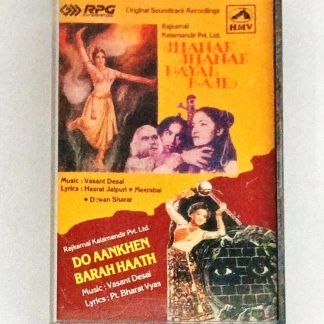 RPG
Original Soundtrack Recordings
HMV
Rajkamal
Kalamandir Pvt. Ltd.
JHANAK
JHANAK
PAYAL
BAJE
Music : Vasant Desai
Lyrics : Hasrat Jaipuri • Meerabai
• Diwan Sharar
Rajkamal Kalamandir Pvt. Ltd.
DO AANKHEN
BARAH HAATH
Music : Vasant Desai
Lyrics : Pt. Bharat Vyas